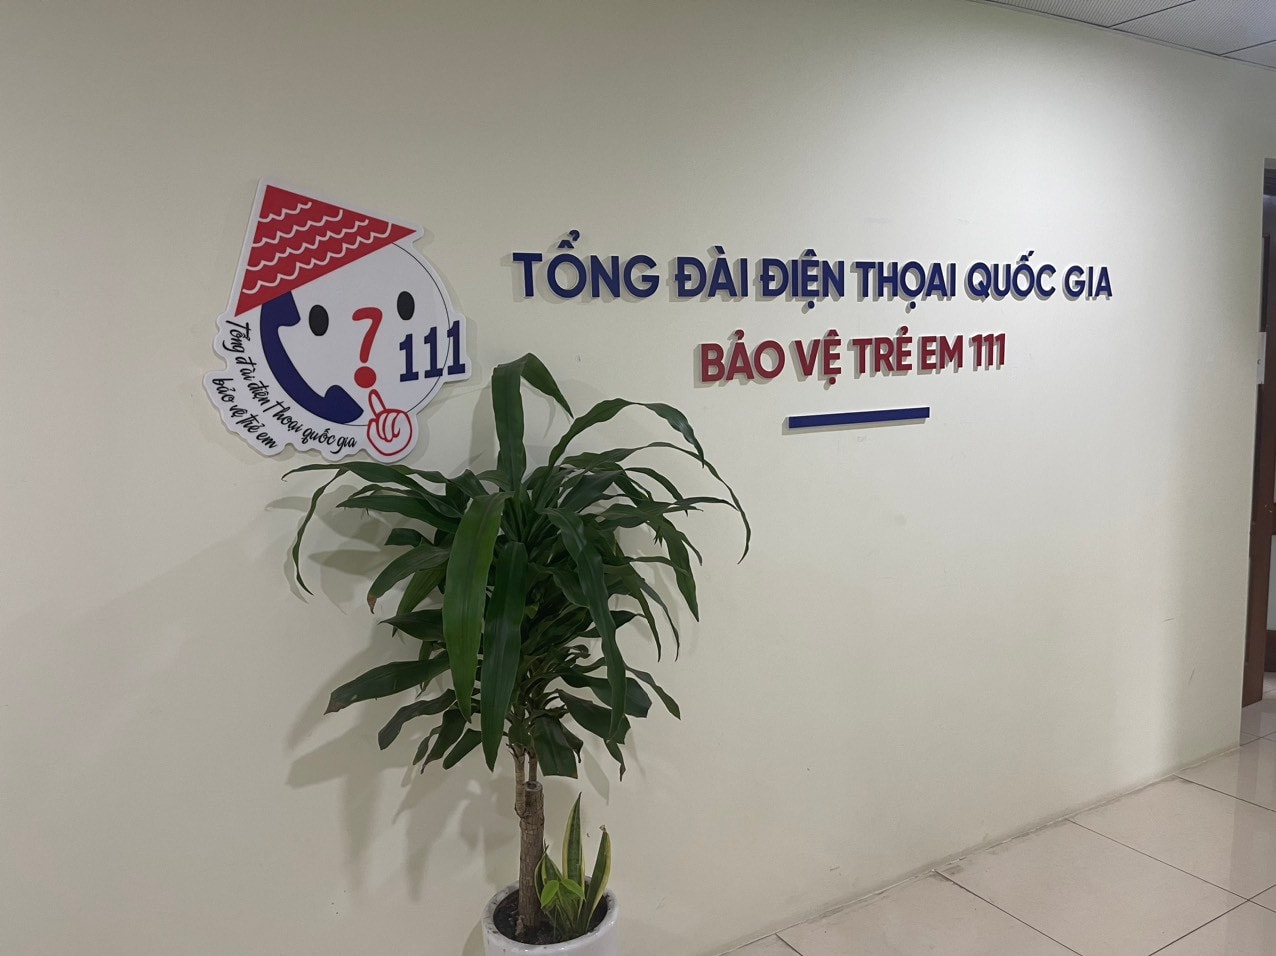 Tổng đài điện thoại quốc gia
bảo vệ trẻ em
111
TỔNG ĐÀI ĐIỆN THOẠI QUỐC GIA
BẢO VỆ TRẺ EM 111